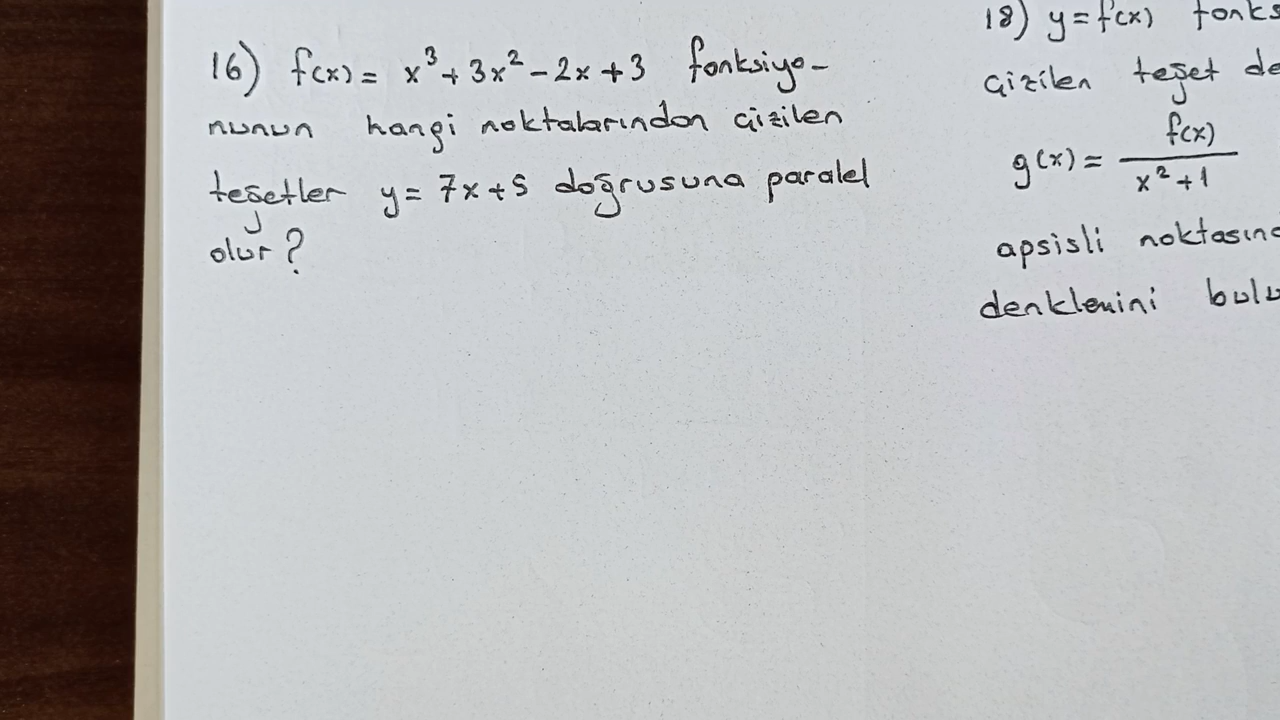 16) f(x) = x³ + 3x² - 2x + 3 fonksiyo-
nunun hangi noktalarından çizilen
teğetler y = 7x + 5 doğrusuna paralel
olur?
18) y = f(x)
çizilen teğet
g(x) = f(x) / x² + 1
apsisli
denklemini